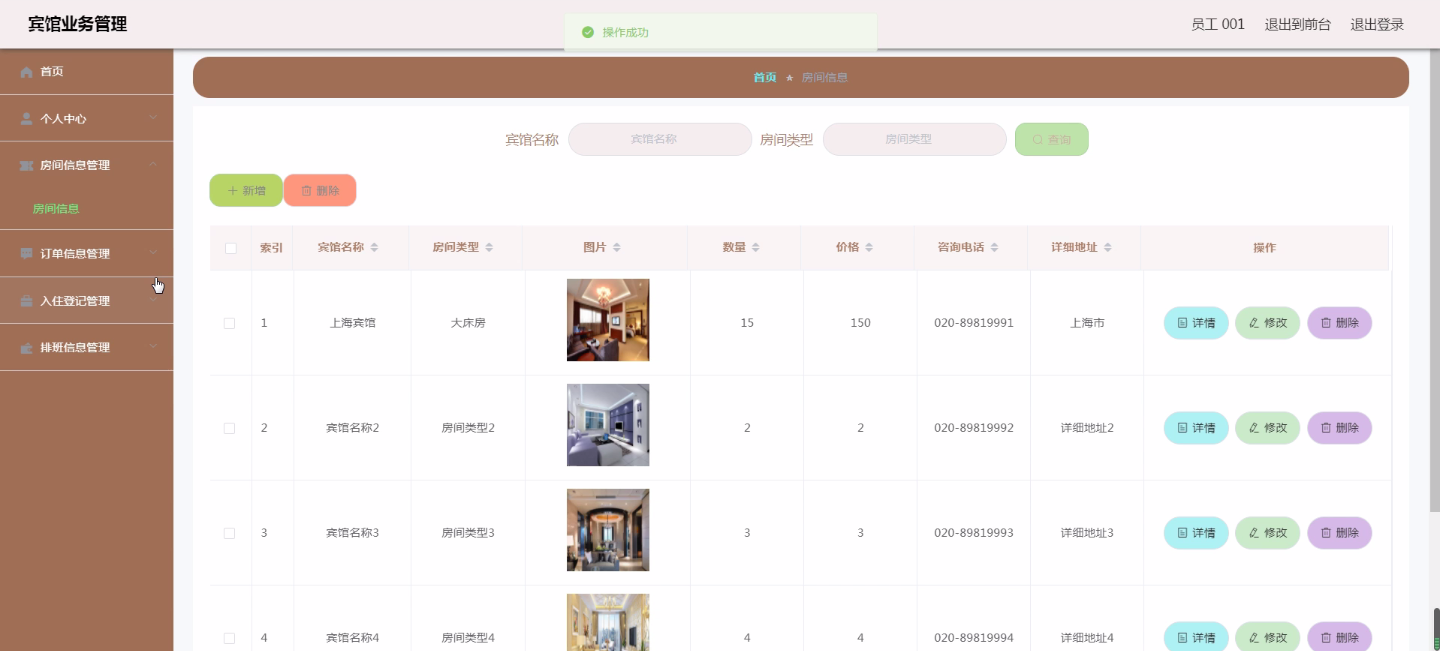 宾馆业务管理
操作成功
员工 001 退出到前台 退出登录
首页
个人中心
房间信息管理
房间信息
订单信息管理
入住登记管理
排班信息管理
首页 ★ 房间信息
宾馆名称 宾馆名称 房间类型 房间类型 查询
新增 删除
索引 宾馆名称 房间类型 图片 数量 价格 咨询电话 详细地址 操作
1 上海宾馆 大床房 15 150 020-89819991 上海市 详情 修改 删除
2 宾馆名称2 房间类型2 2 2 020-89819992 详细地址2 详情 修改 删除
3 宾馆名称3 房间类型3 3 3 020-89819993 详细地址3 详情 修改 删除
4 宾馆名称4 房间类型4 4 4 020-89819994 详细地址4 详情 修改 删除